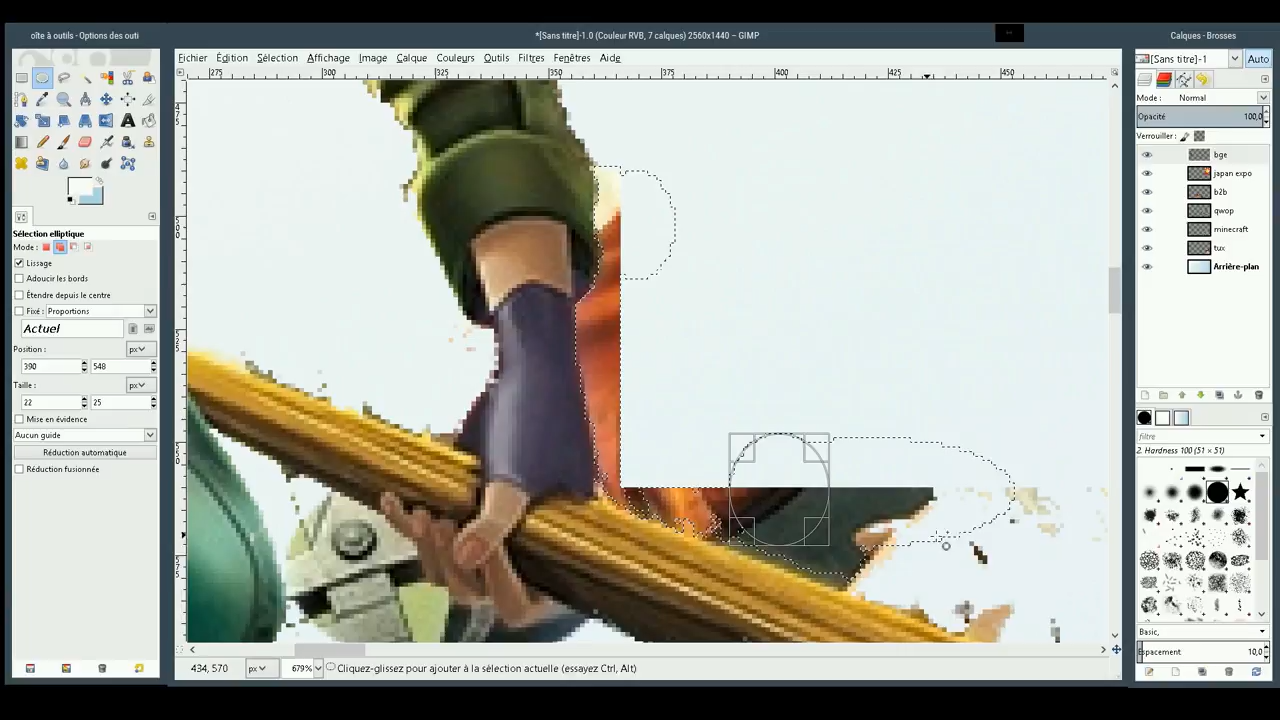 oîte à outils - Options des outi
*[Sans titre]-1.0 (Couleur RVB, 7 calques) 2560x1440 – GIMP
Calques - Brosses
Fichier Édition Sélection Affichage Image Calque Couleurs Outils Filtres Fenêtres Aide
[Sans titre]-1 Auto
275 300 325 350 375 400 425 450
Mode : Normal
Opacité 100,0
Verrouiller :
bge
japan expo
b2b
qwop
minecraft
tux
Arrière-plan
Sélection elliptique
Mode :
Lissage
Adoucir les bords
Étendre depuis le centre
Fixé : Proportions
Actuel
Position : px
390 548
Taille : px
22 25
Mise en évidence
Aucun guide
Réduction automatique
Réduction fusionnée
filtre
2. Hardness 100 (51 × 51)
Basic,
Espacement 10,0
434, 570 px 679% Cliquez-glissez pour ajouter à la sélection actuelle (essayez Ctrl, Alt)